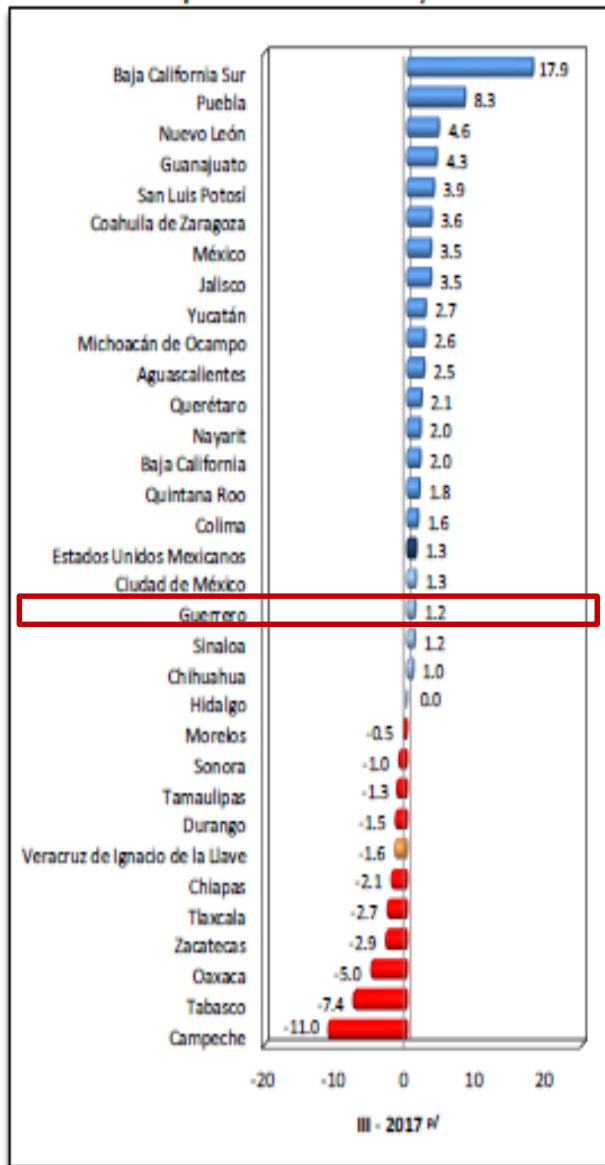 Baja California Sur 17.9
Puebla 8.3
Nuevo León 4.6
Guanajuato 4.3
San Luis Potosí 3.9
Coahuila de Zaragoza 3.6
México 3.5
Jalisco 3.5
Yucatán 2.7
Michoacán de Ocampo 2.6
Aguascalientes 2.5
Querétaro 2.1
Nayarit 2.0
Baja California 2.0
Quintana Roo 1.8
Colima 1.6
Estados Unidos Mexicanos 1.3
Ciudad de México 1.3
Guerrero 1.2
Sinaloa 1.2
Chihuahua 1.0
Hidalgo 0.0
Morelos -0.5
Sonora -1.0
Tamaulipas -1.3
Durango -1.5
Veracruz de Ignacio de la Llave -1.6
Chiapas -2.1
Tlaxcala -2.7
Zacatecas -2.9
Oaxaca -5.0
Tabasco -7.4
Campeche -11.0
-20 -10 0 10 20
III - 2017 p/